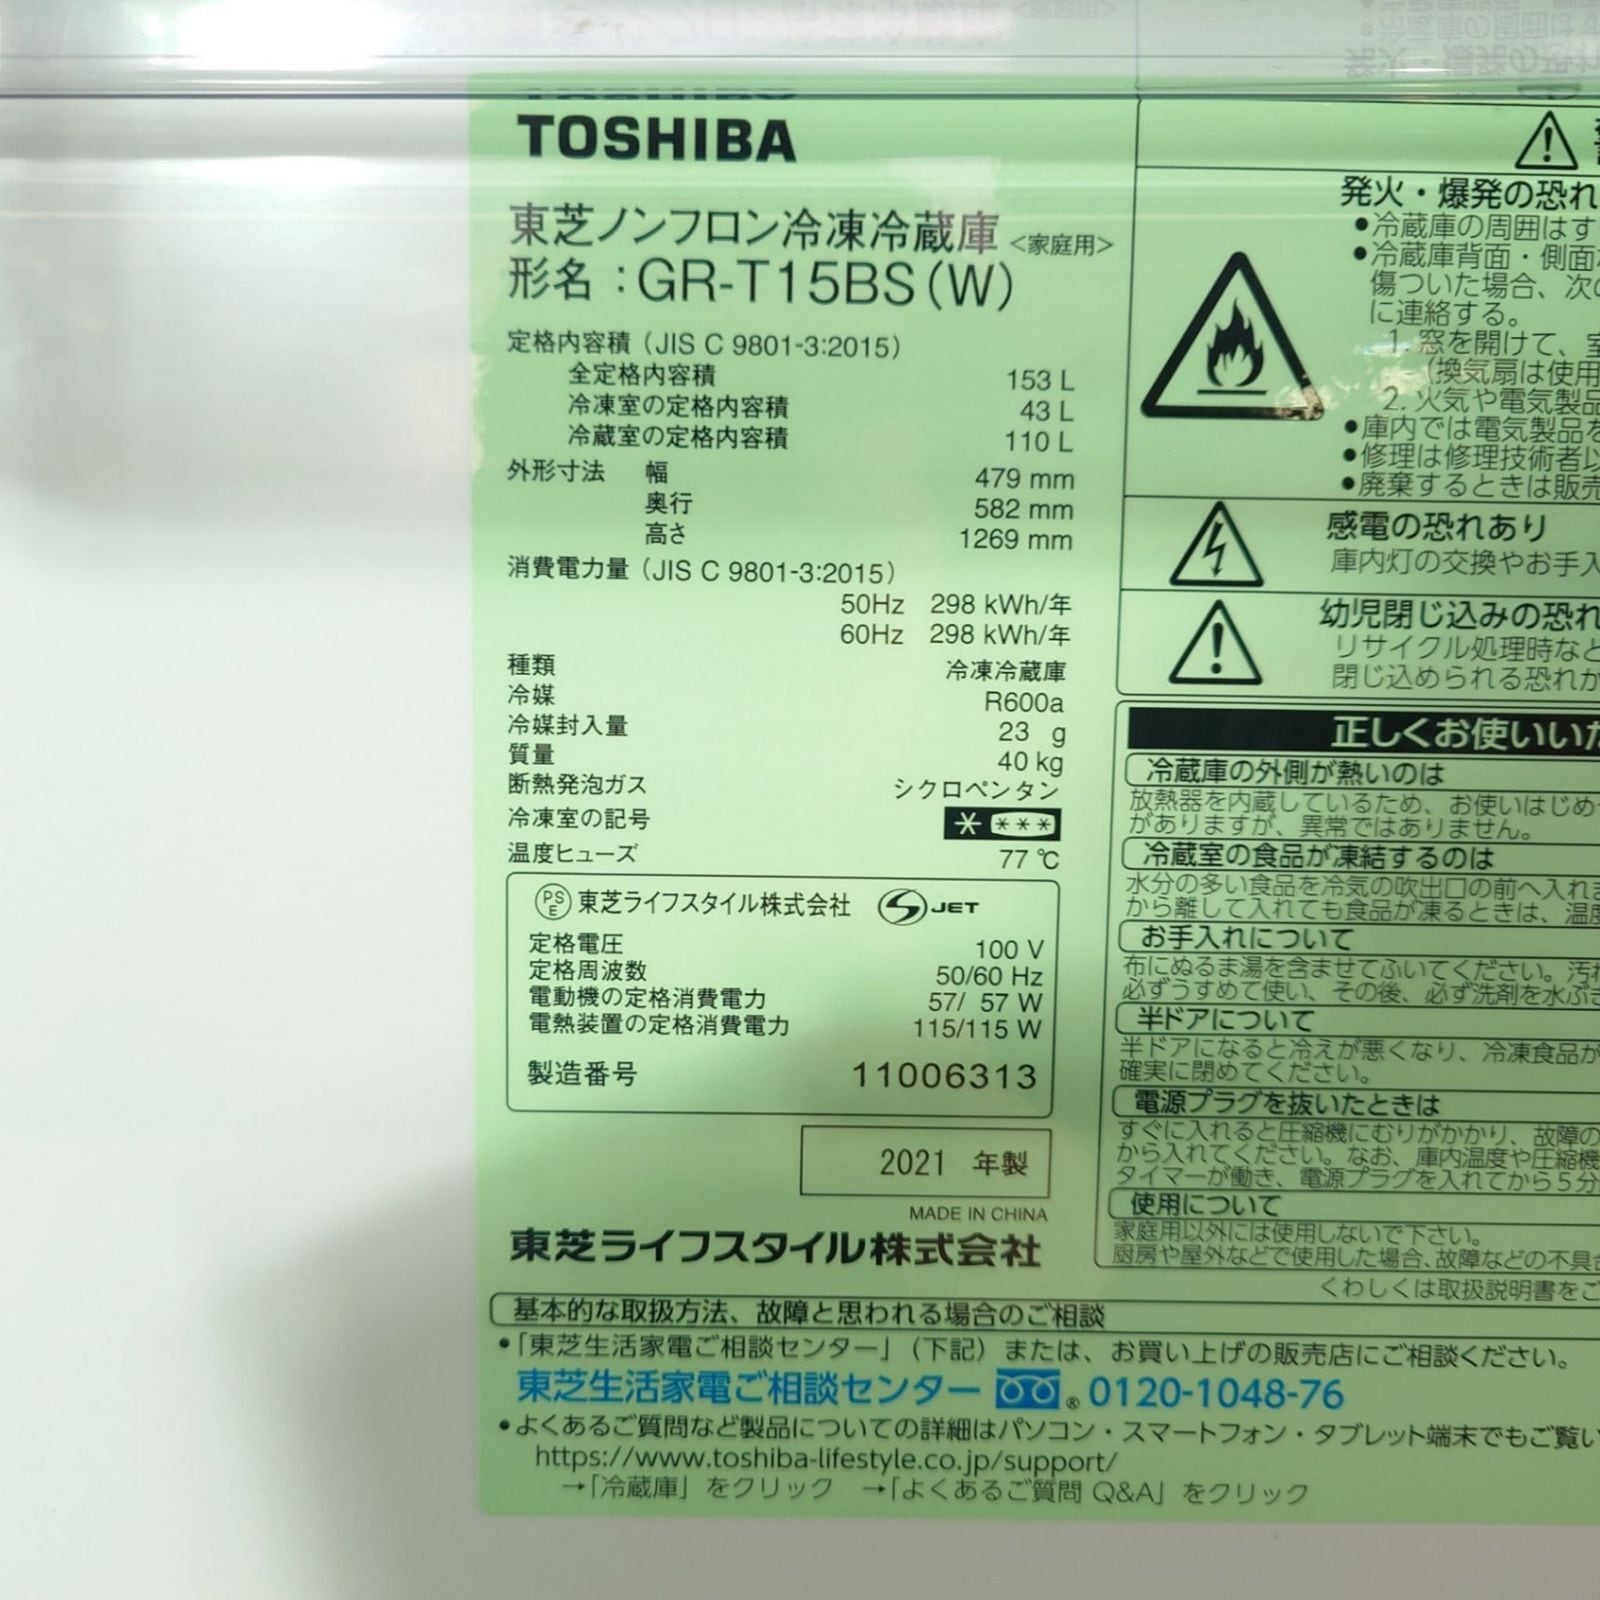 TOSHIBA
東芝ノンフロン冷凍冷蔵庫 <家庭用>
形名：GR-T15BS(W)
定格内容積（JIS C 9801-3:2015）
全定格内容積 153 L
冷凍室の定格内容積 43 L
冷蔵室の定格内容積 110 L
外形寸法 幅 479 mm
奥行 582 mm
高さ 1269 mm
消費電力量（JIS C 9801-3:2015）
50Hz 298 kWh/年
60Hz 298 kWh/年
種類 冷凍冷蔵庫
冷媒 R600a
冷媒封入量 23 g
質量 40 kg
断熱発泡ガス シクロペンタン
冷凍室の記号 * ***
温度ヒューズ 77 ℃
PSE 東芝ライフスタイル株式会社 S JET
定格電圧 100 V
定格周波数 50/60 Hz
電動機の定格消費電力 57/ 57 W
電熱装置の定格消費電力 115/115 W
製造番号 11006313
2021 年製
MADE IN CHINA
東芝ライフスタイル株式会社
発火・爆発の恐れ
●冷蔵庫の周囲はす
●冷蔵庫背面・側面
傷ついた場合、次の
に連絡する。
1. 窓を開けて、室
（換気扇は使用
2. 火気や電気製品
●庫内では電気製品を
●修理は修理技術者以
●廃棄するときは販売
感電の恐れあり
庫内灯の交換やお手入
幼児閉じ込みの恐れ
リサイクル処理時など
閉じ込められる恐れが
正しくお使いいた
冷蔵庫の外側が熱いのは
放熱器を内蔵しているため、お使いはじめ
がありますが、異常ではありません。
冷蔵室の食品が凍結するのは
水分の多い食品を冷気の吹出口の前へ入れま
から離して入れても食品が凍るときは、温度
お手入れについて
布にぬるま湯を含ませてふいてください。汚れ
必ずうすめて使い、その後、必ず洗剤を水ぶき
半ドアについて
半ドアになると冷えが悪くなり、冷凍食品が
確実に閉めてください。
電源プラグを抜いたときは
すぐに入れると圧縮機にむりがかかり、故障の
から入れてください。なお、庫内温度や圧縮機
タイマーが働き、電源プラグを入れてから5分
使用について
家庭用以外には使用しないで下さい。
厨房や屋外などで使用した場合、故障などの不具合
くわしくは取扱説明書をご
基本的な取扱方法、故障と思われる場合のご相談
•「東芝生活家電ご相談センター」（下記）または、お買い上げの販売店にご相談ください。
東芝生活家電ご相談センター ® 0120-1048-76
•よくあるご質問など製品についての詳細はパソコン・スマートフォン・タブレット端末でもご覧い
https://www.toshiba-lifestyle.co.jp/support/
→「冷蔵庫」をクリック →「よくあるご質問 Q&A」をクリック